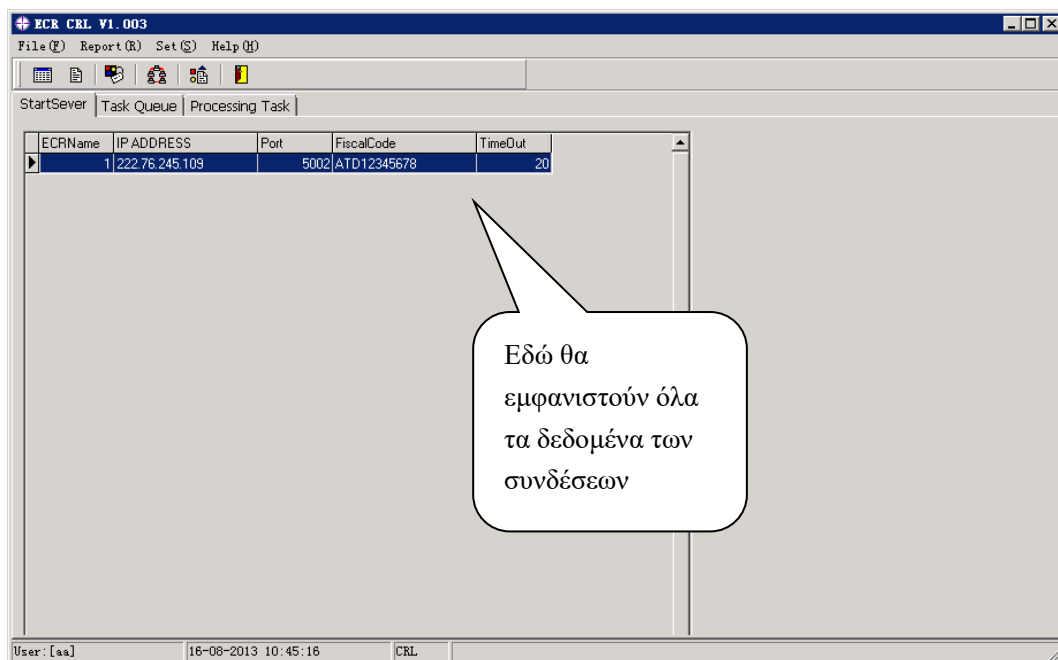 ECR CRL V1.003
File(F) Report(R) Set(S) Help(H)
StartSever Task Queue Processing Task
ECRName IP ADDRESS Port FiscalCode TimeOut
1 222.76.245.109 5002 ATD12345678 20
Εδώ θα
εμφανιστούν όλα
τα δεδομένα των
συνδέσεων
User:[aa] 16-08-2013 10:45:16 CRL